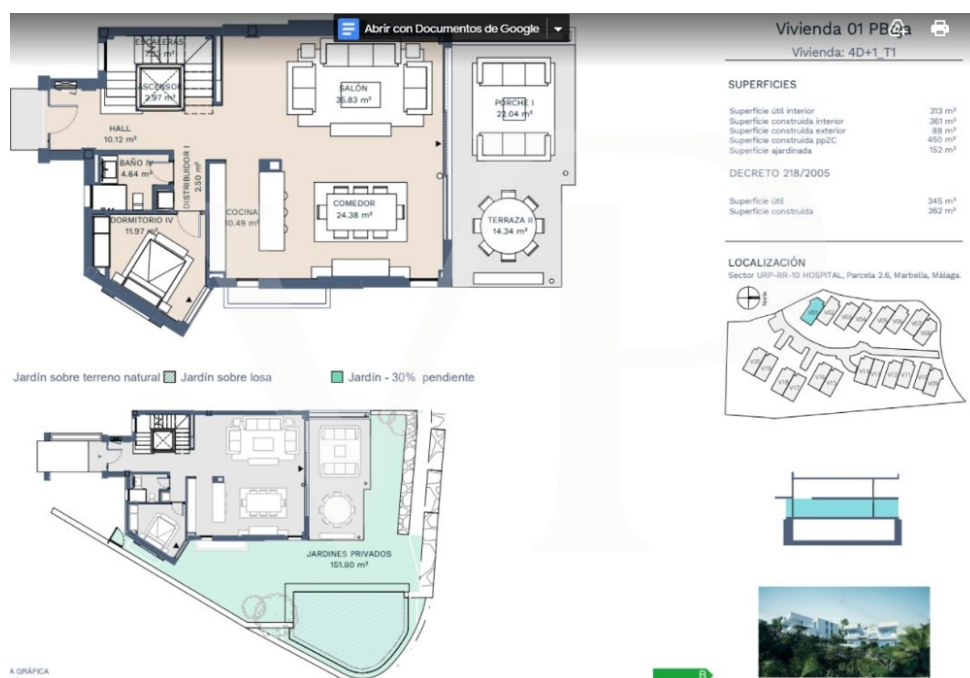 Abrir con Documentos de Google
ESCALERAS
ASCENSOR
SALÓN
35.83 m²
PORCHE I
22.04 m²
HALL
10.12 m²
BAÑO IV
4.64 m²
DISTRIBUIDOR I
2.50 m²
COCINA
10.49 m²
COMEDOR
24.38 m²
TERRAZA II
14.34 m²
DORMITORIO IV
11.97 m²
Jardín sobre terreno natural
Jardín sobre losa
Jardín - 30% pendiente
JARDINES PRIVADOS
151.80 m²
A GRÁFICA
B
Vivienda 01
Vivienda: 4D+1_T1
SUPERFICIES
Superficie útil interior 313 m²
Superficie construida interior 361 m²
Superficie construida exterior 88 m²
Superficie construida ppZC 450 m²
Superficie ajardinada 152 m²
DECRETO 218/2005
Superficie útil 345 m²
Superficie construida 362 m²
LOCALIZACIÓN
Sector URP-RR-10 HOSPITAL, Parcela 2.6, Marbella, Málaga.
Norte
V01
V02
V03
V04